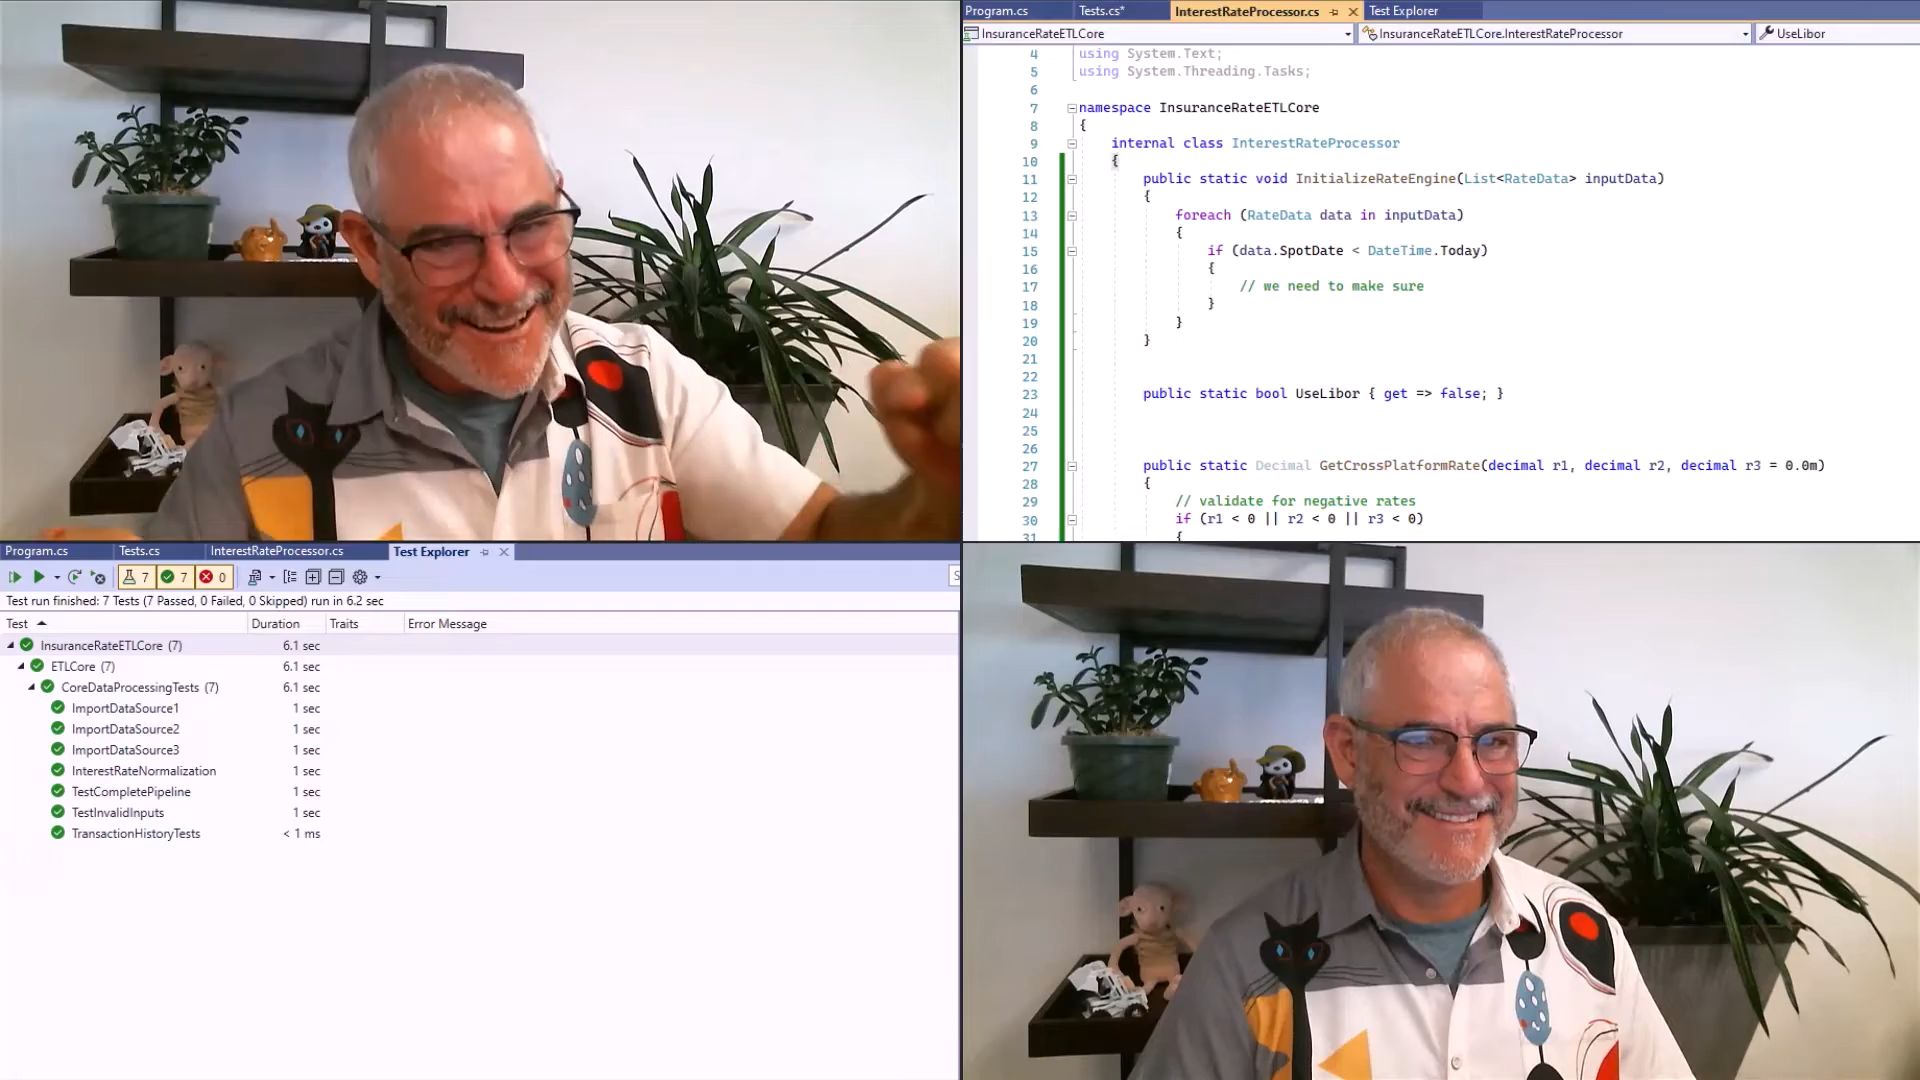 Program.cs Tests.cs* InterestRateProcessor.cs Test Explorer
InsuranceRateETLCore InsuranceRateETLCore.InterestRateProcessor UseLibor
4 using System.Text;
5 using System.Threading.Tasks;
6
7 namespace InsuranceRateETLCore
8 {
9 internal class InterestRateProcessor
10 {
11 public static void InitializeRateEngine(List<RateData> inputData)
12 {
13 foreach (RateData data in inputData)
14 {
15 if (data.SpotDate < DateTime.Today)
16 {
17 // we need to make sure
18 }
19 }
20 }
21
22
23 public static bool UseLibor { get => false; }
24
25
26
27 public static Decimal GetCrossPlatformRate(decimal r1, decimal r2, decimal r3 = 0.0m)
28 {
29 // validate for negative rates
30 if (r1 < 0 || r2 < 0 || r3 < 0)
31 {
Program.cs Tests.cs InterestRateProcessor.cs Test Explorer
7 7 0
Test run finished: 7 Tests (7 Passed, 0 Failed, 0 Skipped) run in 6.2 sec
Test Duration Traits Error Message
InsuranceRateETLCore (7) 6.1 sec
ETLCore (7) 6.1 sec
CoreDataProcessingTests (7) 6.1 sec
ImportDataSource1 1 sec
ImportDataSource2 1 sec
ImportDataSource3 1 sec
InterestRateNormalization 1 sec
TestCompletePipeline 1 sec
TestInvalidInputs 1 sec
TransactionHistoryTests < 1 ms